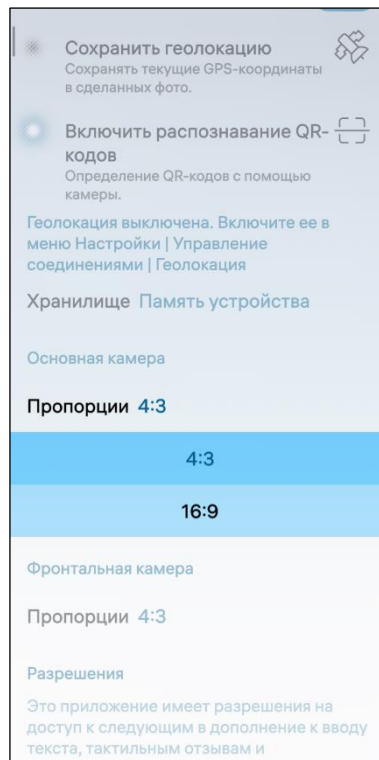 Сохранить геолокацию
Сохранять текущие GPS-координаты
в сделанных фото.
Включить распознавание QR-
кодов
Определение QR-кодов с помощью
камеры.
Геолокация выключена. Включите ее в
меню Настройки | Управление
соединениями | Геолокация
Хранилище Память устройства
Основная камера
Пропорции 4:3
4:3
16:9
Фронтальная камера
Пропорции 4:3
Разрешения
Это приложение имеет разрешения на
доступ к следующим в дополнение к вводу
текста, тактильным отзывам и